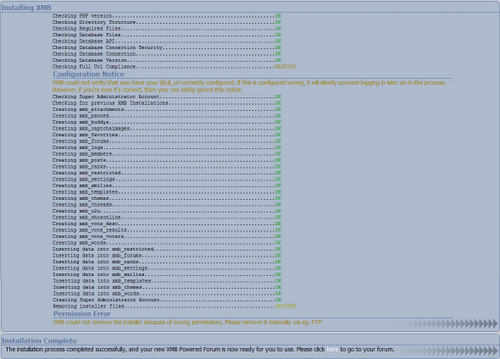 Installing XMB
Checking PHP Version........OK
Checking Directory Structure........OK
Checking Required Files........OK
Checking Database Files........OK
Checking Database API........OK
Checking Database Connection Security........OK
Checking Database Connection........OK
Checking Database Version........OK
Checking Full Url Compliance........WARNING
Configuration Notice
XMB could not verify that you have your $full_url correctly configured. If this is configured wrong, it will silently prevent logging in later on in the process.
However, if you're sure it's correct, then you can safely ignore this notice.
Checking Super Administrator Account........OK
Checking for previous XMB Installations........OK
Creating xmb_attachments........OK
Creating xmb_banned........OK
Creating xmb_buddys........OK
Creating xmb_captchaimages........OK
Creating xmb_favorites........OK
Creating xmb_forums........OK
Creating xmb_logs........OK
Creating xmb_members........OK
Creating xmb_posts........OK
Creating xmb_ranks........OK
Creating xmb_restricted........OK
Creating xmb_settings........OK
Creating xmb_smilies........OK
Creating xmb_templates........OK
Creating xmb_themes........OK
Creating xmb_threads........OK
Creating xmb_u2u........OK
Creating xmb_whosonline........OK
Creating xmb_vote_desc........OK
Creating xmb_vote_results........OK
Creating xmb_vote_voters........OK
Creating xmb_words........OK
Inserting data into xmb_restricted........OK
Inserting data into xmb_forums........OK
Inserting data into xmb_ranks........OK
Inserting data into xmb_settings........OK
Inserting data into xmb_smilies........OK
Inserting data into xmb_templates........OK
Inserting data into xmb_themes........OK
Inserting data into xmb_words........OK
Creating Super Administrator Account........OK
Removing installer files........
Permission Error
XMB could not remove the installer because of wrong permissions. Please remove it manually via eg. FTP
Installation Complete
The installation process completed successfully, and your new XMB Powered Forum is now ready for you to use. Please click here to go to your forum.